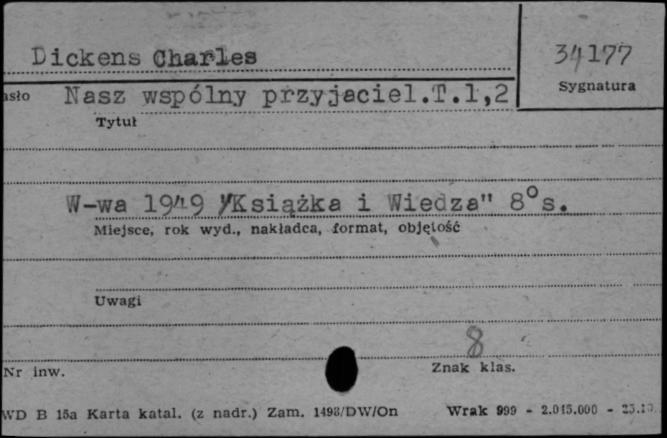 Dickens Charles
34177
Sygnatura
asło Nasz wspólny przyjaciel.T.1,2
Tytuł
W-wa 1949 "Książka i Wiedza" 8°s.
Miejsce, rok wyd., nakładca, format, objętość
Uwagi
8
Nr inw.
Znak klas.
WD B 15a Karta katal. (z nadr.) Zam. 1498/DW/On Wrak 999 - 2.015.000 -